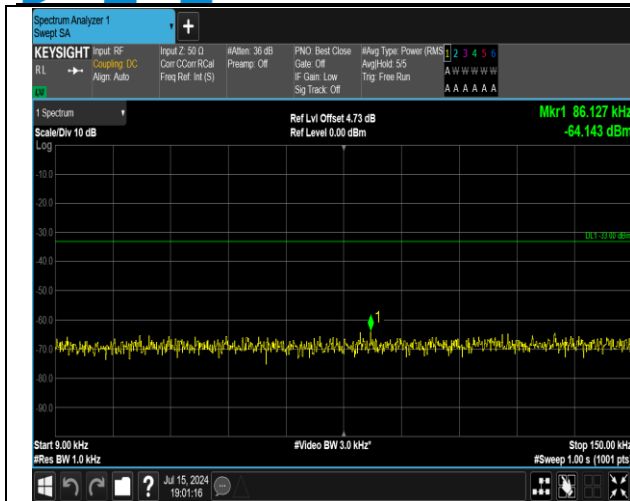 Spectrum Analyzer 1
Swept SA
+
KEYSIGHT
RL
Input: RF
Coupling: DC
Align: Auto
Input Z: 50 Ω
Corr CCorr RCal
Freq Ref: Int (S)
#Atten: 36 dB
Preamp: Off
PNO: Best Close
Gate: Off
IF Gain: Low
Sig Track: Off
#Avg Type: Power (RMS
Avg|Hold: 5/5
Trig: Free Run
1 2 3 4 5 6
A W W W W W
A A A A A A
1 Spectrum
Scale/Div 10 dB
Ref Lvl Offset 4.73 dB
Ref Level 0.00 dBm
Mkr1 86.127 kHz
-64.143 dBm
Log
-10.0
-20.0
-30.0
DL1 -33.00 dBm
-40.0
-50.0
-60.0
1
-70.0
-80.0
-90.0
Start 9.00 kHz
#Video BW 3.0 kHz*
Stop 150.00 kHz
#Res BW 1.0 kHz
#Sweep 1.00 s (1001 pts)
?
Jul 15, 2024
19:01:16